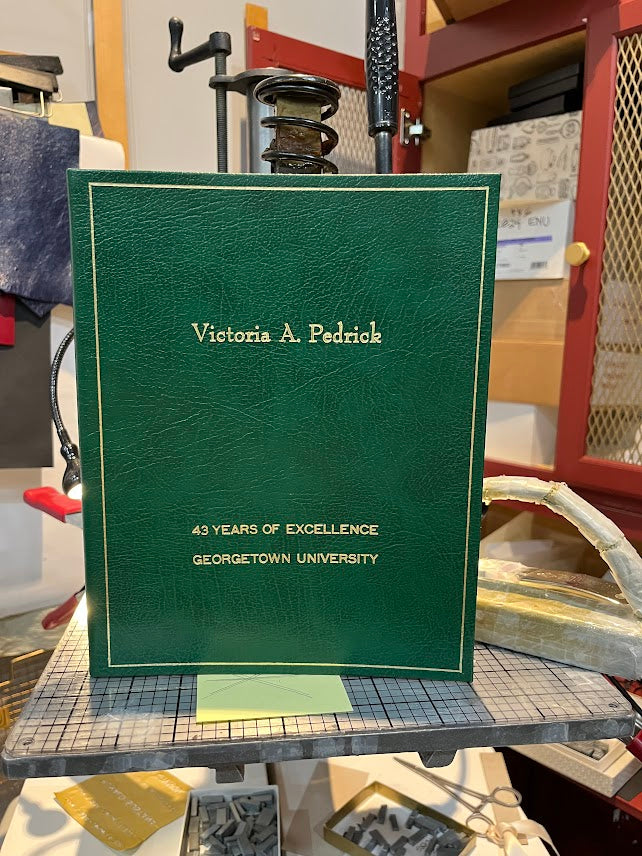 Victoria A. Pedrick
43 YEARS OF EXCELLENCE
GEORGETOWN UNIVERSITY